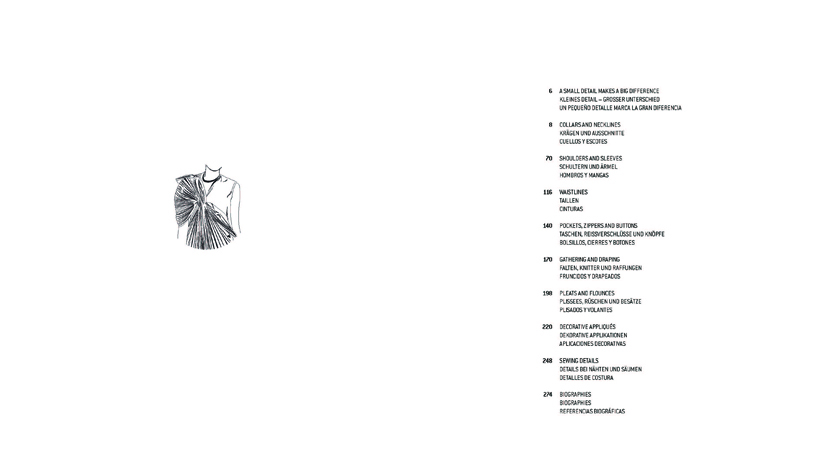 6 A SMALL DETAIL MAKES A BIG DIFFERENCE
KLEINES DETAIL – GROSSER UNTERSCHIED
UN PEQUEÑO DETALLE MARCA LA GRAN DIFERENCIA
8 COLLARS AND NECKLINES
KRÄGEN UND AUSSCHNITTE
CUELLOS Y ESCOTES
70 SHOULDERS AND SLEEVES
SCHULTERN UND ÄRMEL
HOMBROS Y MANGAS
116 WAISTLINES
TAILLEN
CINTURAS
140 POCKETS, ZIPPERS AND BUTTONS
TASCHEN, REISSVERSCHLÜSSE UND KNÖPFE
BOLSILLOS, CIERRES Y BOTONES
170 GATHERING AND DRAPING
FALTEN, KNITTER UND RAFFUNGEN
FRUNCIDOS Y DRAPEADOS
198 PLEATS AND FLOUNCES
PLISSEES, RÜSCHEN UND BESÄTZE
PLISADOS Y VOLANTES
220 DECORATIVE APPLIQUÉS
DEKORATIVE APPLIKATIONEN
APLICACIONES DECORATIVAS
248 SEWING DETAILS
DETAILS BEI NÄHTEN UND SÄUMEN
DETALLES DE COSTURA
274 BIOGRAPHIES
BIOGRAPHIES
REFERENCIAS BIOGRÁFICAS